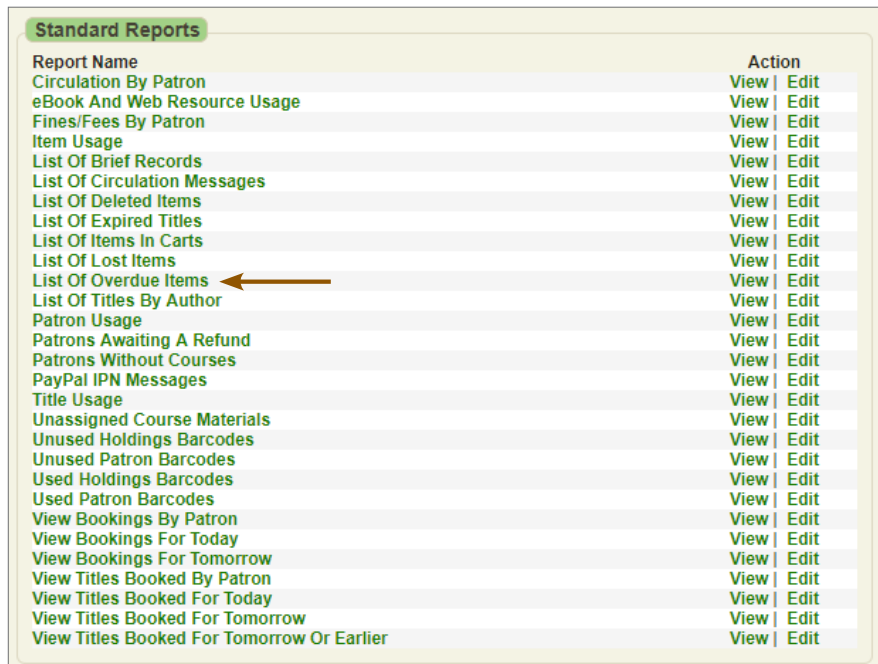 Standard Reports
Report Name Action
Circulation By Patron View | Edit
eBook And Web Resource Usage View | Edit
Fines/Fees By Patron View | Edit
Item Usage View | Edit
List Of Brief Records View | Edit
List Of Circulation Messages View | Edit
List Of Deleted Items View | Edit
List Of Expired Titles View | Edit
List Of Items In Carts View | Edit
List Of Lost Items View | Edit
List Of Overdue Items View | Edit
List Of Titles By Author View | Edit
Patron Usage View | Edit
Patrons Awaiting A Refund View | Edit
Patrons Without Courses View | Edit
PayPal IPN Messages View | Edit
Title Usage View | Edit
Unassigned Course Materials View | Edit
Unused Holdings Barcodes View | Edit
Unused Patron Barcodes View | Edit
Used Holdings Barcodes View | Edit
Used Patron Barcodes View | Edit
View Bookings By Patron View | Edit
View Bookings For Today View | Edit
View Bookings For Tomorrow View | Edit
View Titles Booked By Patron View | Edit
View Titles Booked For Today View | Edit
View Titles Booked For Tomorrow View | Edit
View Titles Booked For Tomorrow Or Earlier View | Edit